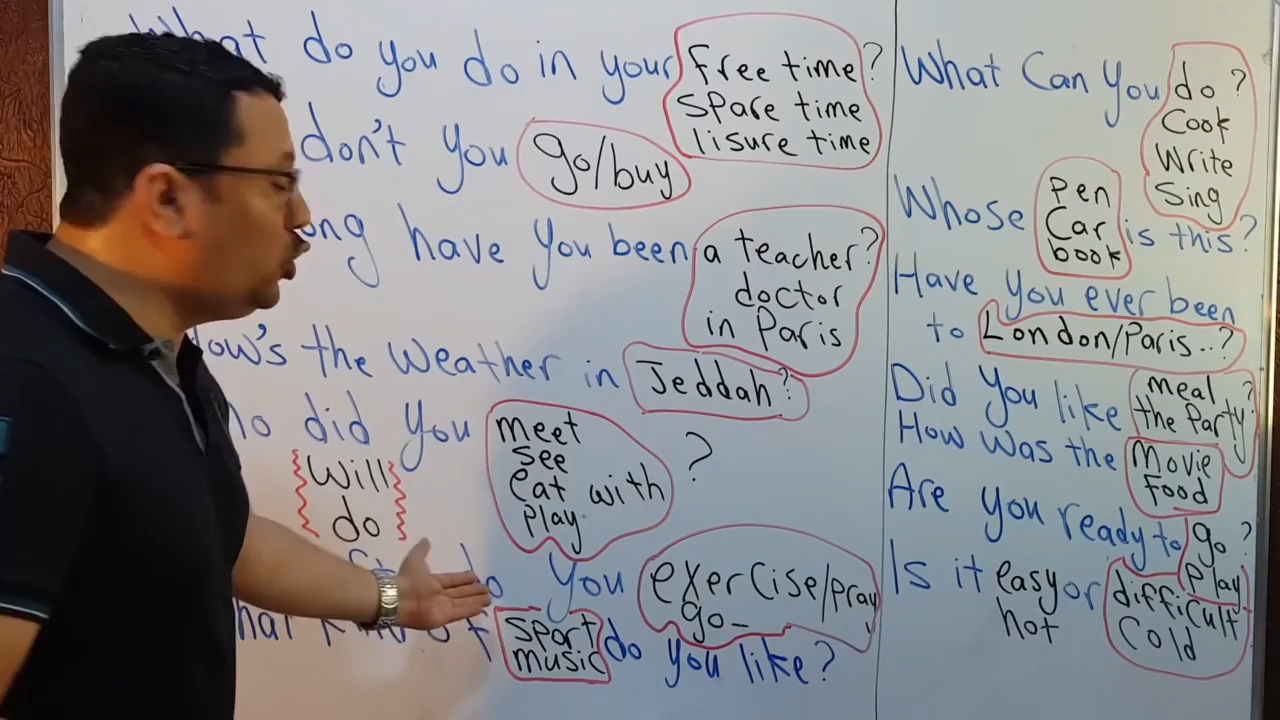 What do you do in your free time?
spare time
lisure time
don't you go/buy
ong have you been a teacher?
doctor
in Paris
How's the weather in Jeddah?
ho did you meet
see
eat with
play
?
will
do
do you exercise/pray
go_
sport
music
do you like?
What Can you do?
Cook
Write
Sing
Whose pen
Car
book
is this?
Have you ever been
to London/Paris..?
Did you like meal
the Party?
How was the Movie
food
Are you ready to go?
play
Is it easy or difficult
hot
Cold